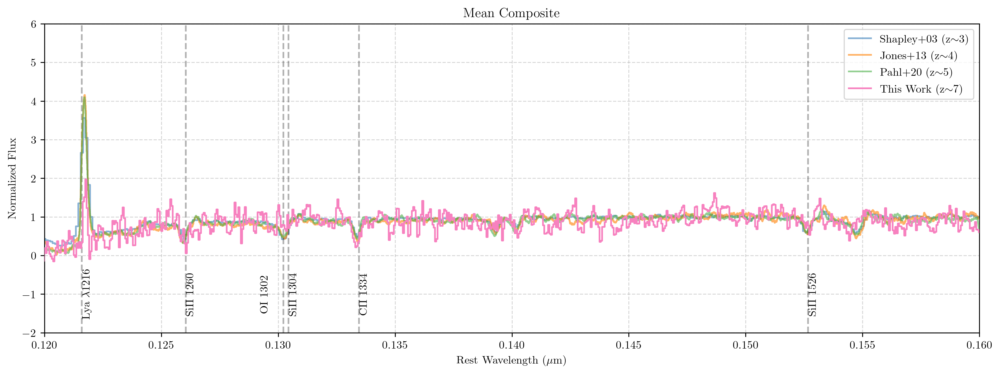 Mean Composite
6
5
4
3
2
1
0
−1
−2
Normalized Flux
Shapley+03 (z∼3)
Jones+13 (z∼4)
Pahl+20 (z∼5)
This Work (z∼7)
Lya λ1216
SiII 1260
OI 1302
SiII 1304
CII 1334
SiII 1526
0.120 0.125 0.130 0.135 0.140 0.145 0.150 0.155 0.160
Rest Wavelength (μm)